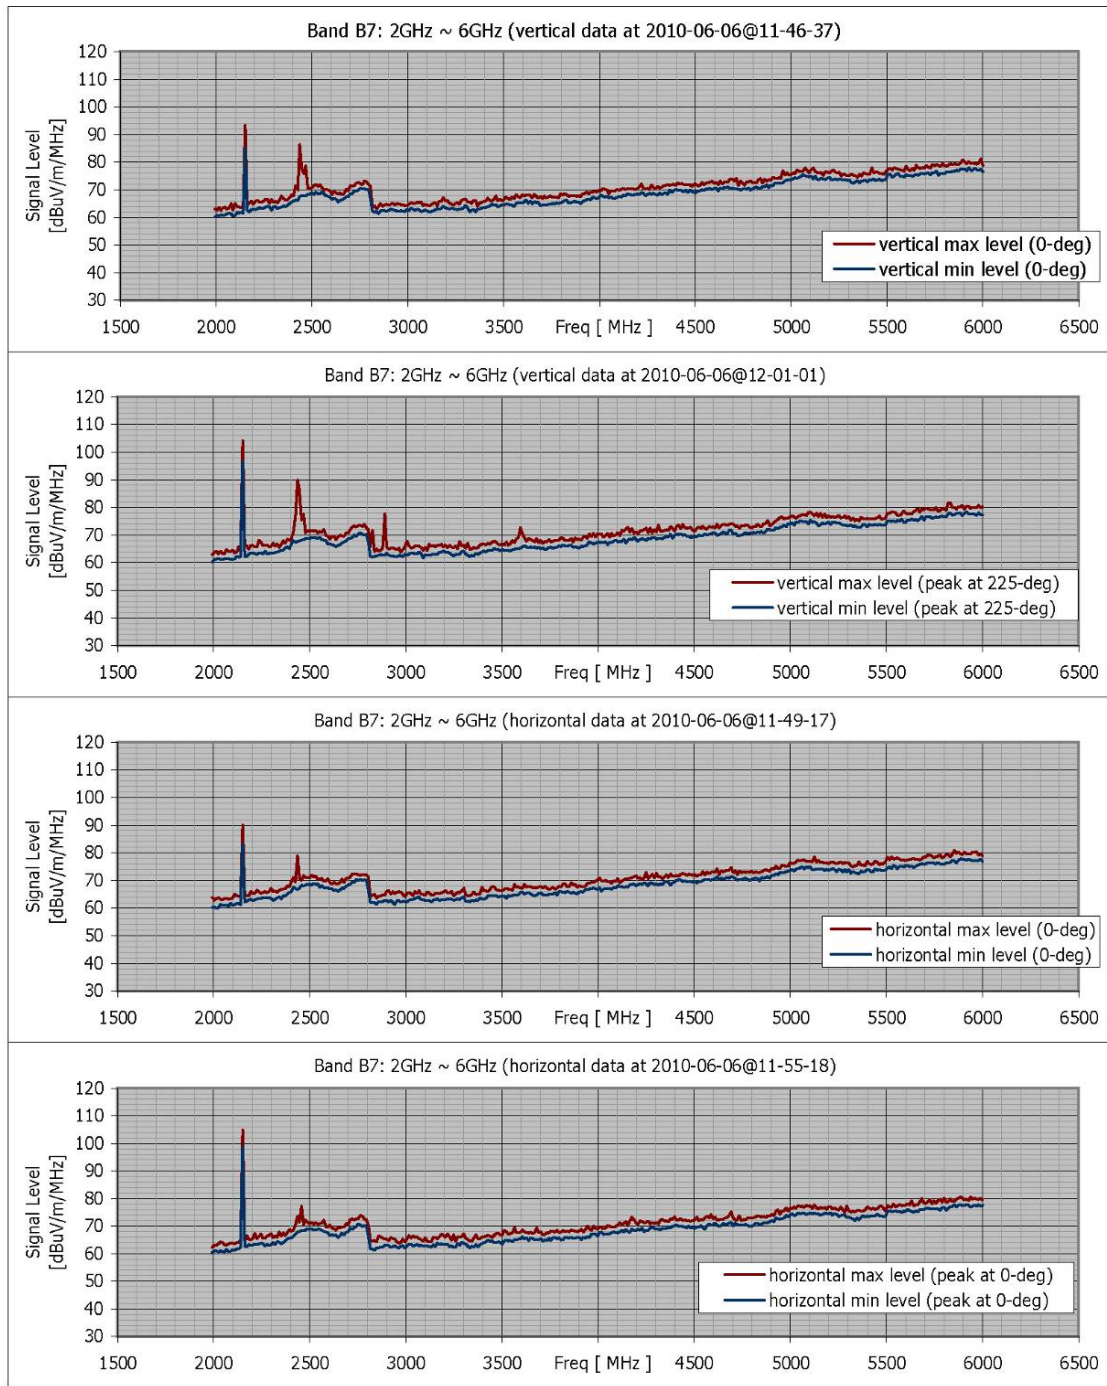 Band B7: 2GHz ~ 6GHz (vertical data at 2010-06-06@11-46-37)
Signal Level
[dBuV/m/MHz]
120
110
100
90
80
70
60
50
40
30
vertical max level (0-deg)
vertical min level (0-deg)
1500 2000 2500 3000 3500 Freq [ MHz ] 4500 5000 5500 6000 6500
Band B7: 2GHz ~ 6GHz (vertical data at 2010-06-06@12-01-01)
Signal Level
[dBuV/m/MHz]
120
110
100
90
80
70
60
50
40
30
vertical max level (peak at 225-deg)
vertical min level (peak at 225-deg)
1500 2000 2500 3000 3500 Freq [ MHz ] 4500 5000 5500 6000 6500
Band B7: 2GHz ~ 6GHz (horizontal data at 2010-06-06@11-49-17)
Signal Level
[dBuV/m/MHz]
120
110
100
90
80
70
60
50
40
30
horizontal max level (0-deg)
horizontal min level (0-deg)
1500 2000 2500 3000 3500 Freq [ MHz ] 4500 5000 5500 6000 6500
Band B7: 2GHz ~ 6GHz (horizontal data at 2010-06-06@11-55-18)
Signal Level
[dBuV/m/MHz]
120
110
100
90
80
70
60
50
40
30
horizontal max level (peak at 0-deg)
horizontal min level (peak at 0-deg)
1500 2000 2500 3000 3500 Freq [ MHz ] 4500 5000 5500 6000 6500